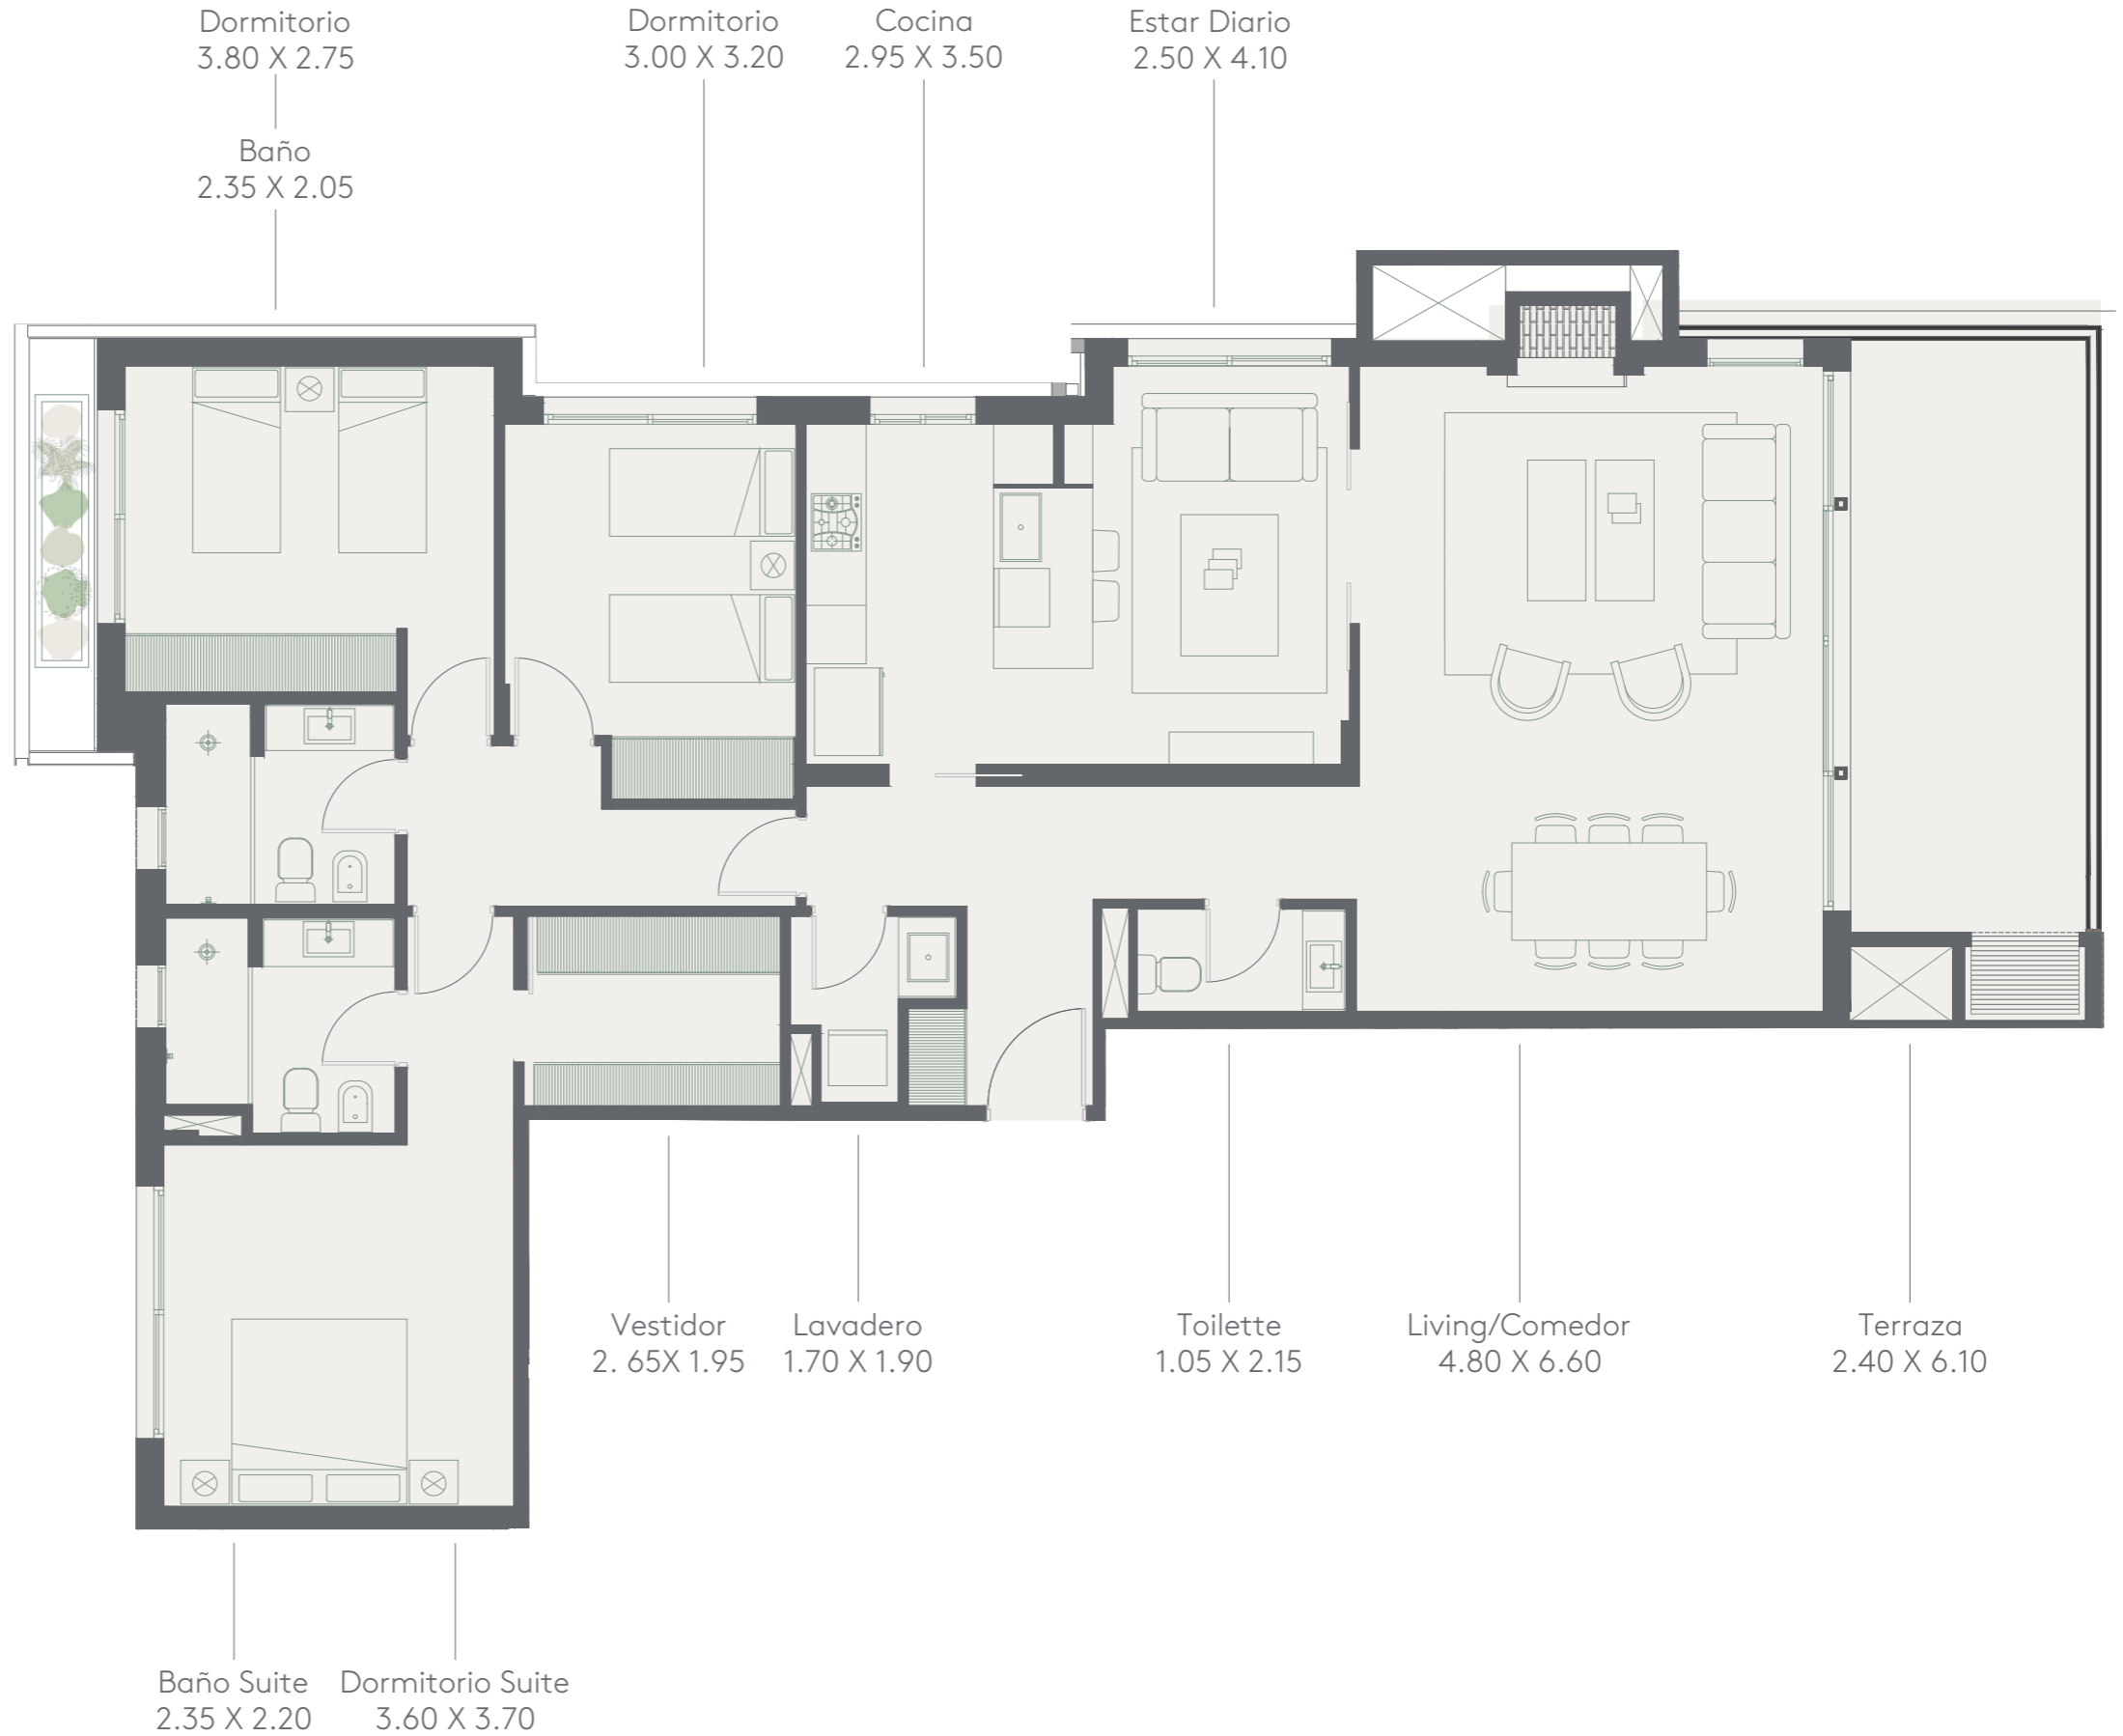 Dormitorio
3.80 X 2.75
Baño
2.35 X 2.05
Dormitorio
3.00 X 3.20
Cocina
2.95 X 3.50
Estar Diario
2.50 X 4.10
Vestidor
2. 65X 1.95
Lavadero
1.70 X 1.90
Toilette
1.05 X 2.15
Living/Comedor
4.80 X 6.60
Terraza
2.40 X 6.10
Baño Suite
2.35 X 2.20
Dormitorio Suite
3.60 X 3.70